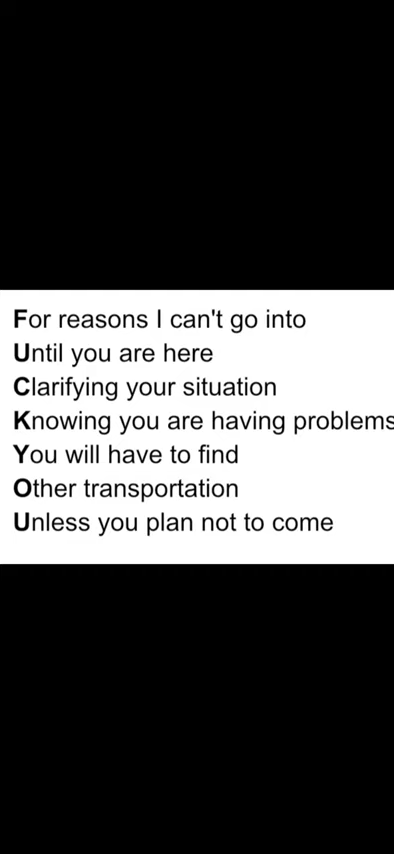 For reasons I can't go into
Until you are here
Clarifying your situation
Knowing you are having problems
You will have to find
Other transportation
Unless you plan not to come